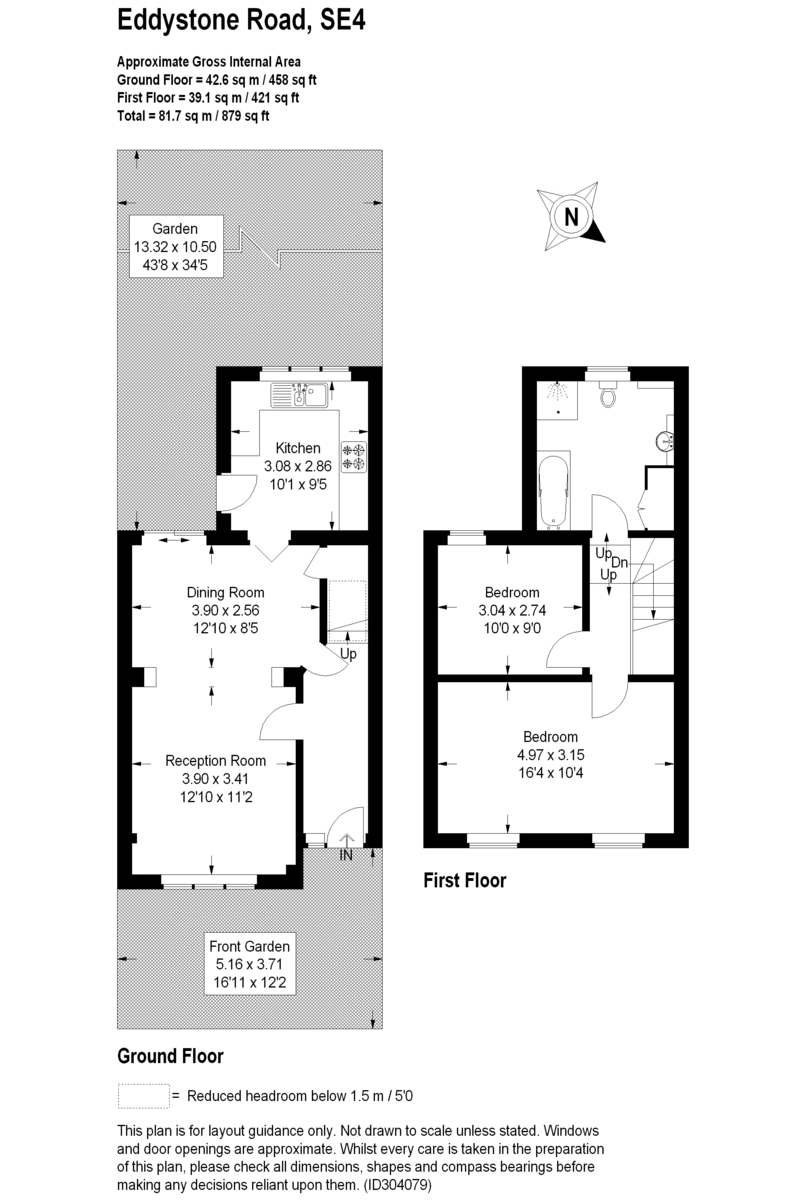 Eddystone Road, SE4
Approximate Gross Internal Area
Ground Floor = 42.6 sq m / 458 sq ft
First Floor = 39.1 sq m / 421 sq ft
Total = 81.7 sq m / 879 sq ft
N
Garden
13.32 x 10.50
43'8 x 34'5
Kitchen
3.08 x 2.86
10'1 x 9'5
Dining Room
3.90 x 2.56
12'10 x 8'5
Up
Reception Room
3.90 x 3.41
12'10 x 11'2
IN
Front Garden
5.16 x 3.71
16'11 x 12'2
Ground Floor
Up
Dn
Up
Bedroom
3.04 x 2.74
10'0 x 9'0
Bedroom
4.97 x 3.15
16'4 x 10'4
First Floor
= Reduced headroom below 1.5 m / 5'0
This plan is for layout guidance only. Not drawn to scale unless stated. Windows
and door openings are approximate. Whilst every care is taken in the preparation
of this plan, please check all dimensions, shapes and compass bearings before
making any decisions reliant upon them. (ID304079)